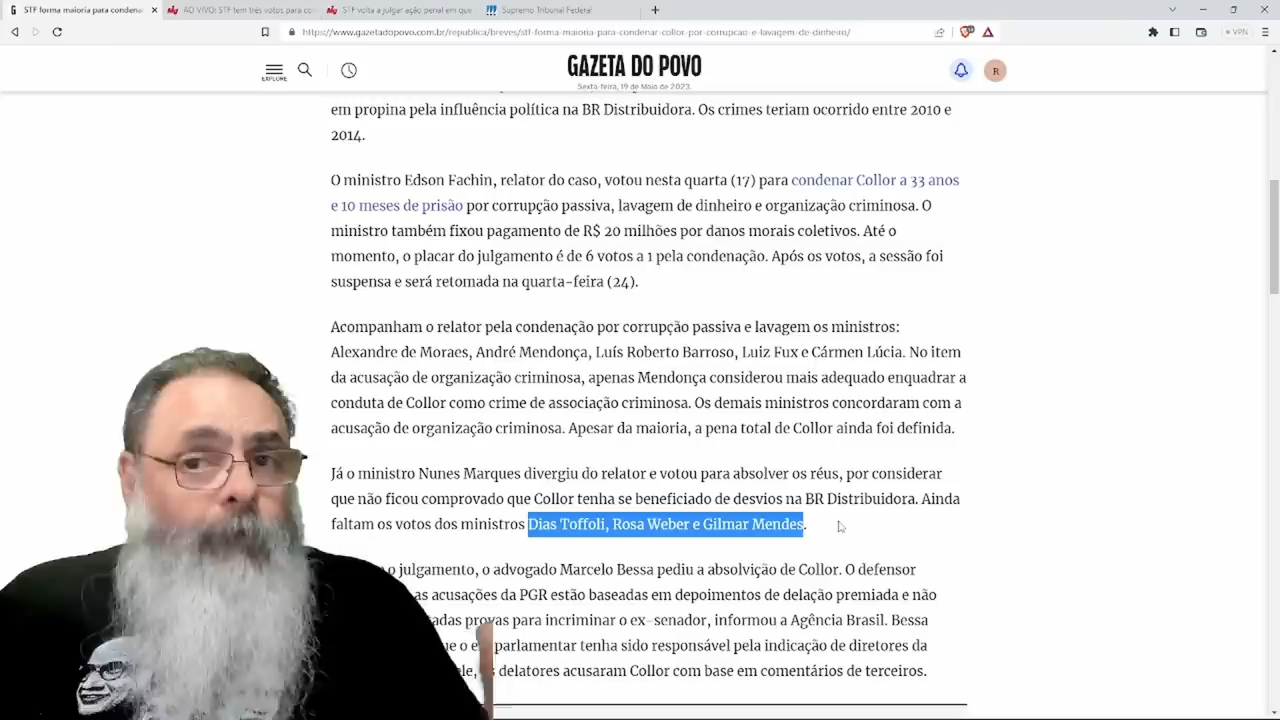 STF forma maioria para condenar
AO VIVO: STF tem três votos para co
STF volta a julgar ação penal em que
Supremo Tribunal Federal
https://www.gazetadopovo.com.br/republica/breves/stf-forma-maioria-para-condenar-collor-por-corrupcao-e-lavagem-de-dinheiro/
VPN
EXPLORE
GAZETA DO POVO
R
Sexta-feira, 19 de Maio de 2023.
em propina pela influência política na BR Distribuidora. Os crimes teriam ocorrido entre 2010 e
2014.
O ministro Edson Fachin, relator do caso, votou nesta quarta (17) para condenar Collor a 33 anos
e 10 meses de prisão por corrupção passiva, lavagem de dinheiro e organização criminosa. O
ministro também fixou pagamento de R$ 20 milhões por danos morais coletivos. Até o
momento, o placar do julgamento é de 6 votos a 1 pela condenação. Após os votos, a sessão foi
suspensa e será retomada na quarta-feira (24).
Acompanham o relator pela condenação por corrupção passiva e lavagem os ministros:
Alexandre de Moraes, André Mendonça, Luís Roberto Barroso, Luiz Fux e Cármen Lúcia. No item
da acusação de organização criminosa, apenas Mendonça considerou mais adequado enquadrar a
conduta de Collor como crime de associação criminosa. Os demais ministros concordaram com a
acusação de organização criminosa. Apesar da maioria, a pena total de Collor ainda foi definida.
Já o ministro Nunes Marques divergiu do relator e votou para absolver os réus, por considerar
que não ficou comprovado que Collor tenha se beneficiado de desvios na BR Distribuidora. Ainda
faltam os votos dos ministros Dias Toffoli, Rosa Weber e Gilmar Mendes.
o julgamento, o advogado Marcelo Bessa pediu a absolvição de Collor. O defensor
as acusações da PGR estão baseadas em depoimentos de delação premiada e não
provas para incriminar o ex-senador, informou a Agência Brasil. Bessa
parlamentar tenha sido responsável pela indicação de diretores da
delatores acusaram Collor com base em comentários de terceiros.